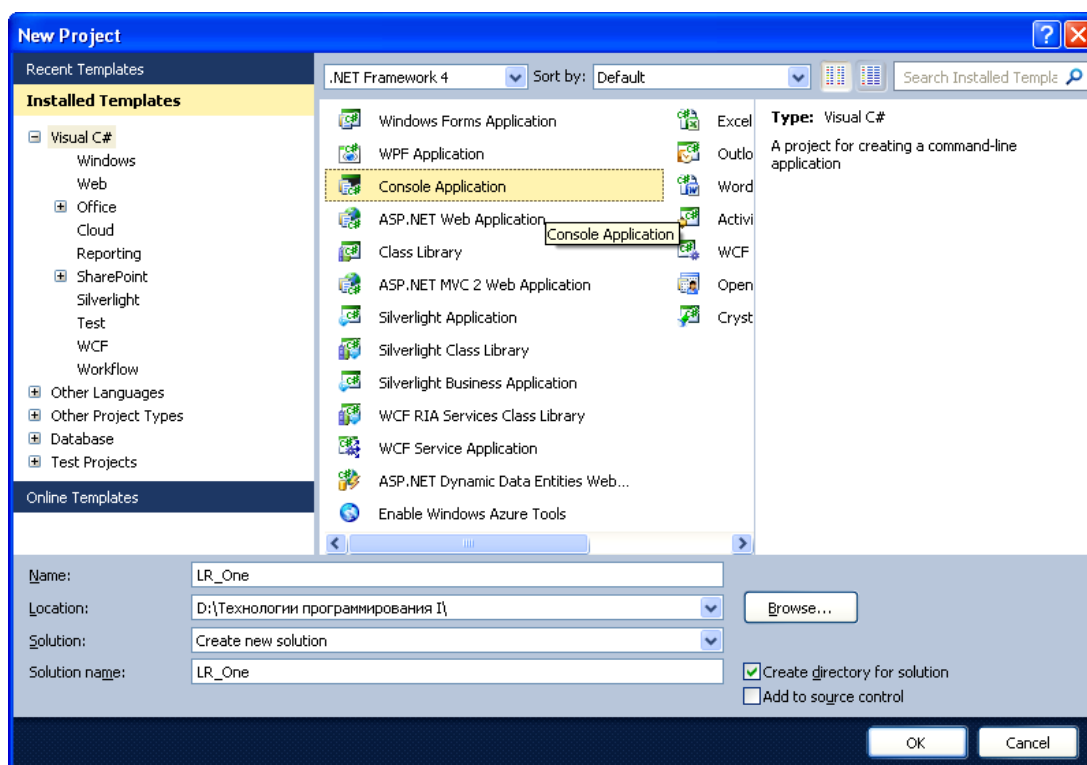 New Project
Recent Templates
Installed Templates
Visual C#
Windows
Web
Office
Cloud
Reporting
SharePoint
Silverlight
Test
WCF
Workflow
Other Languages
Other Project Types
Database
Test Projects
Online Templates
.NET Framework 4 Sort by: Default Search Installed Templa
Windows Forms Application
WPF Application
Console Application
ASP.NET Web Application
Console Application
Class Library
ASP.NET MVC 2 Web Application
Silverlight Application
Silverlight Class Library
Silverlight Business Application
WCF RIA Services Class Library
WCF Service Application
ASP.NET Dynamic Data Entities Web...
Enable Windows Azure Tools
Excel
Outlo
Word
Activi
WCF
Open
Cryst
Type: Visual C#
A project for creating a command-line
application
Name: LR_One
Location: D:\Технологии программирования I\ Browse...
Solution: Create new solution
Solution name: LR_One
Create directory for solution
Add to source control
OK Cancel